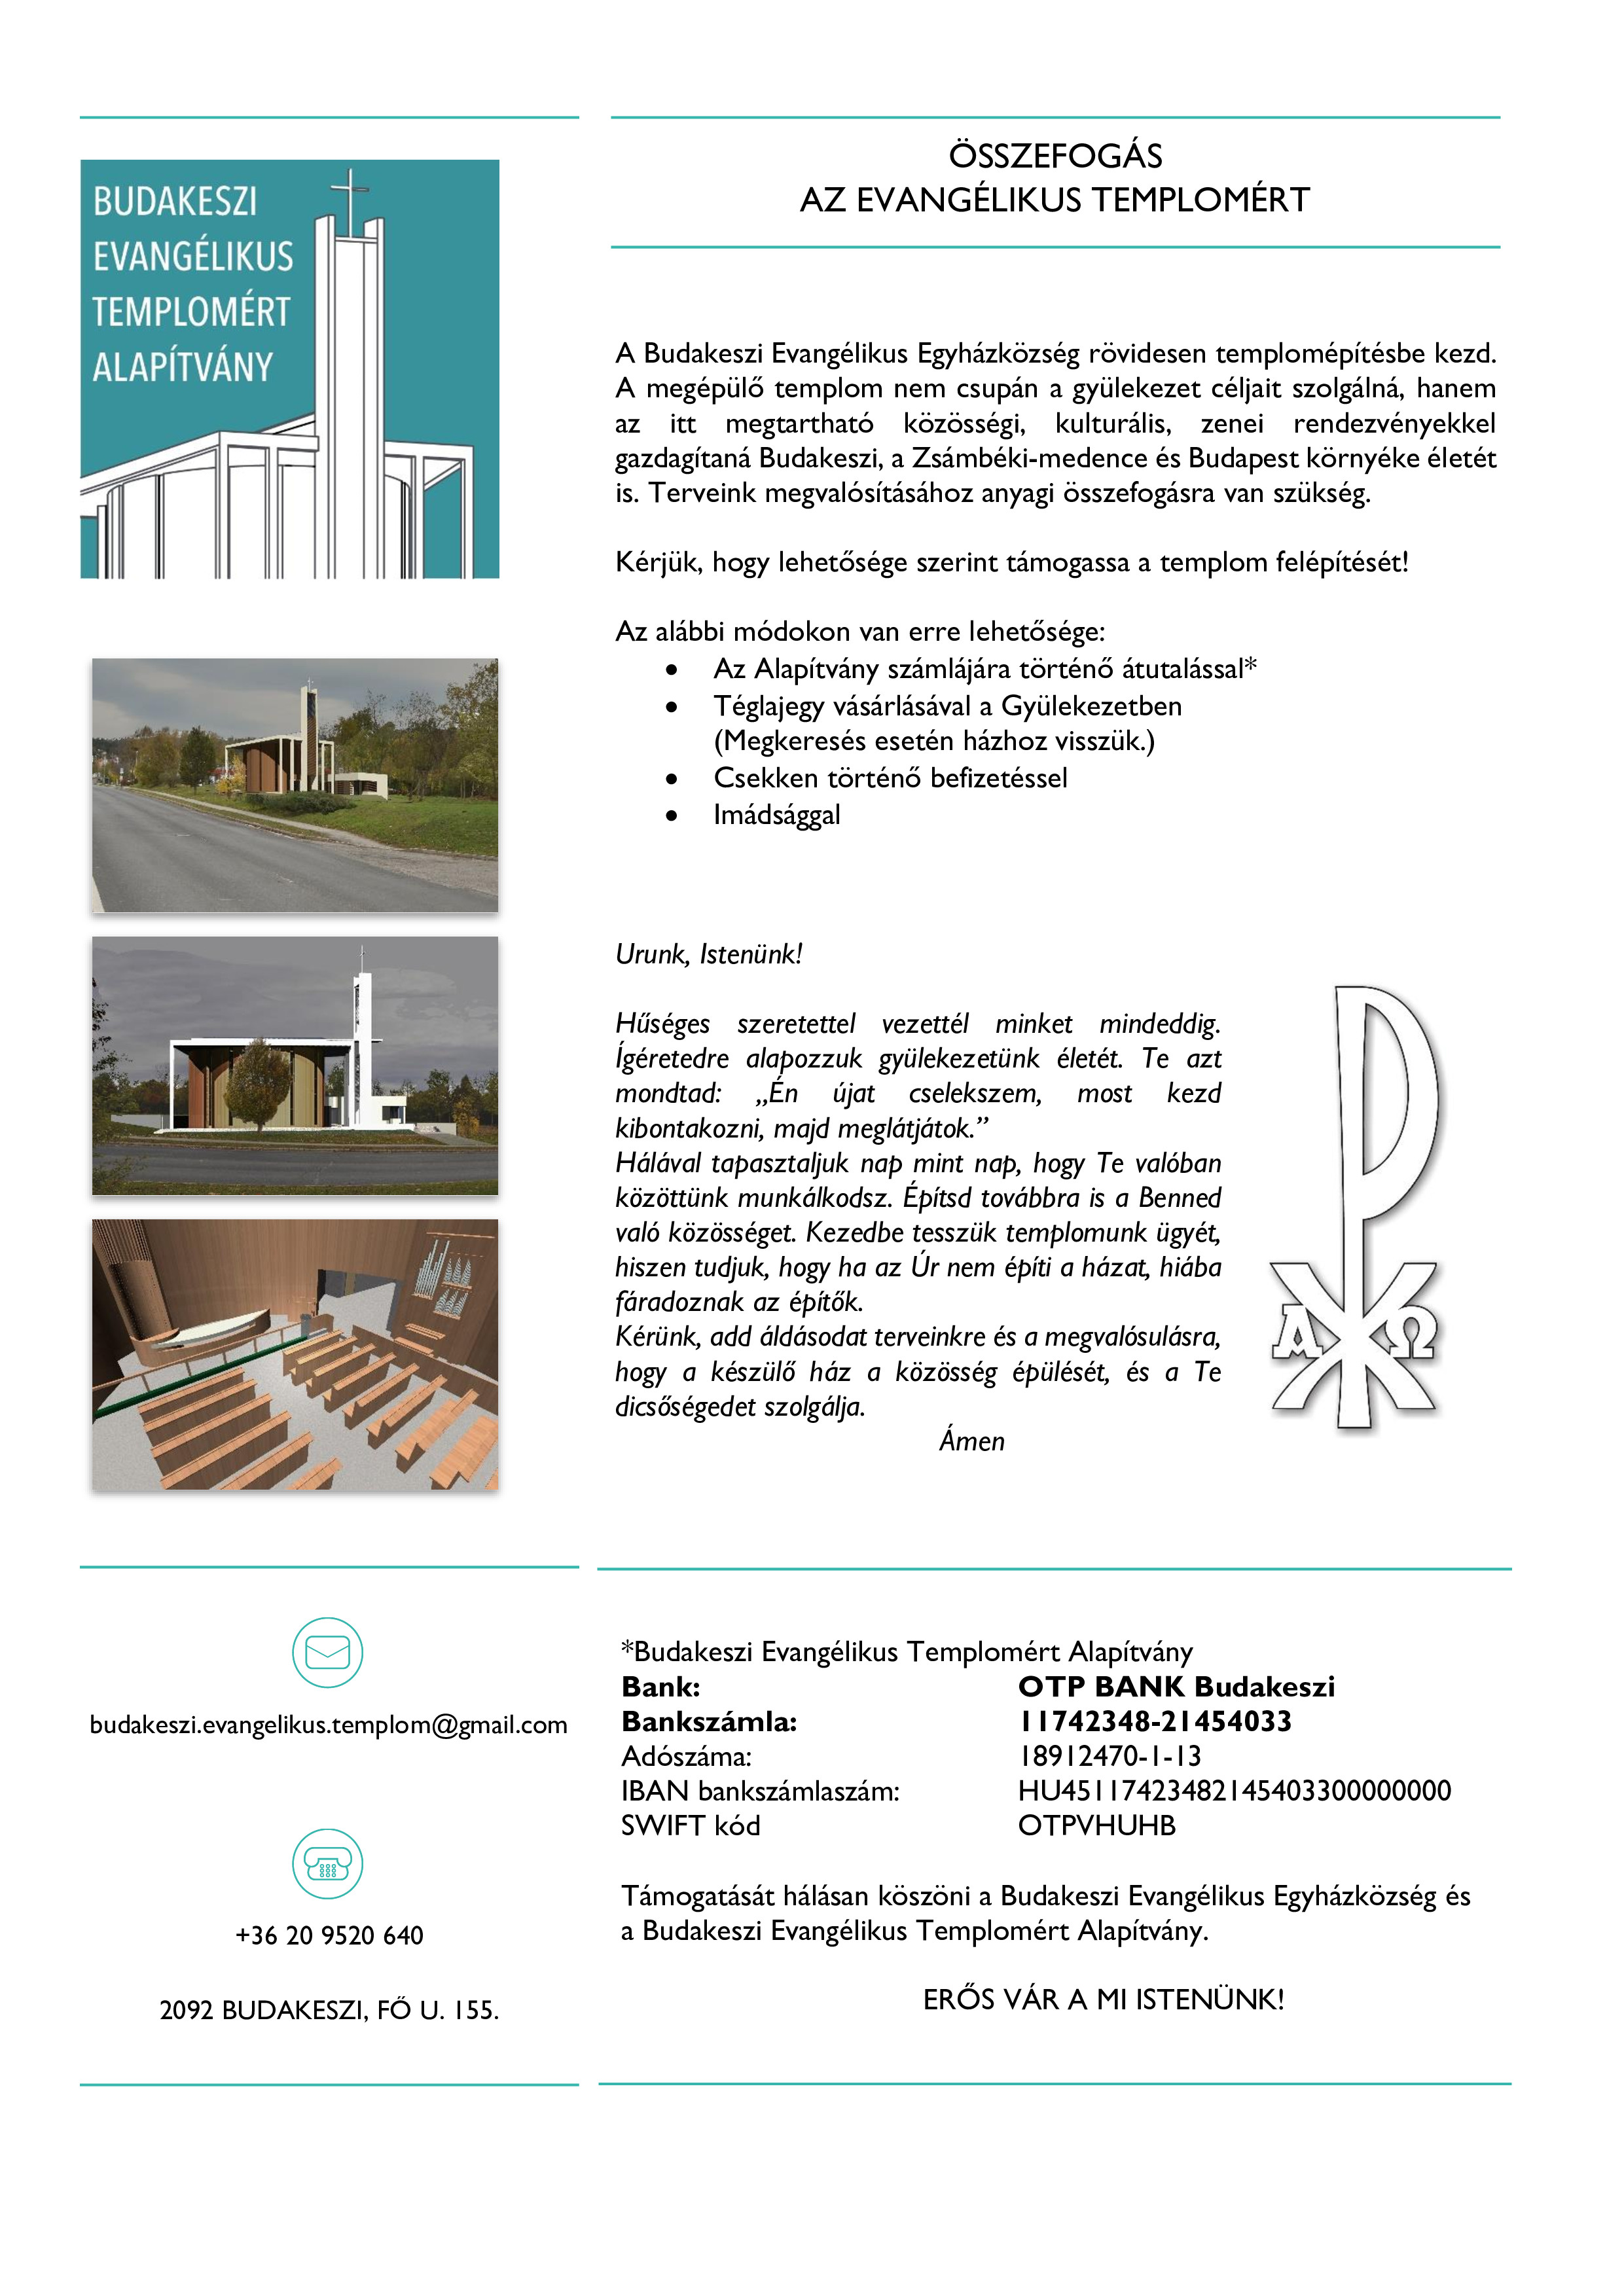 BUDAKESZI
EVANGÉLIKUS
TEMPLOMÉRT
ALAPÍTVÁNY
ÖSSZEFOGÁS
AZ EVANGÉLIKUS TEMPLOMÉRT
A Budakeszi Evangélikus Egyházközség rövidesen templomépítésbe kezd.
A megépülő templom nem csupán a gyülekezet céljait szolgálná, hanem
az itt megtartható közösségi, kulturális, zenei rendezvényekkel
gazdagítaná Budakeszi, a Zsámbéki-medence és Budapest környéke életét
is. Terveink megvalósításához anyagi összefogásra van szükség.
Kérjük, hogy lehetősége szerint támogassa a templom felépítését!
Az alábbi módokon van erre lehetősége:
• Az Alapítvány számlájára történő átutalással*
• Téglajegy vásárlásával a Gyülekezetben
(Megkeresés esetén házhoz visszük.)
• Csekken történő befizetéssel
• Imádsággal
Urunk, Istenünk!
Hűséges szeretettel vezettél minket mindeddig.
Ígéretedre alapozzuk gyülekezetünk életét. Te azt
mondtad: „Én újat cselekszem, most kezd
kibontakozni, majd meglátjátok.”
Hálával tapasztaljuk nap mint nap, hogy Te valóban
közöttünk munkálkodsz. Építsd továbbra is a Benned
való közösséget. Kezedbe tesszük templomunk ügyét,
hiszen tudjuk, hogy ha az Úr nem építi a házat, hiába
fáradoznak az építők.
Kérünk, add áldásodat terveinkre és a megvalósulásra,
hogy a készülő ház a közösség épülését, és a Te
dicsőségedet szolgálja.
Ámen
Α Ω
budakeszi.evangelikus.templom@gmail.com
+36 20 9520 640
2092 BUDAKESZI, FŐ U. 155.
*Budakeszi Evangélikus Templomért Alapítvány
Bank: OTP BANK Budakeszi
Bankszámla: 11742348-21454033
Adószáma: 18912470-1-13
IBAN bankszámlaszám: HU45117423482145403300000000
SWIFT kód OTPVHUHB
Támogatását hálásan köszöni a Budakeszi Evangélikus Egyházközség és
a Budakeszi Evangélikus Templomért Alapítvány.
ERŐS VÁR A MI ISTENÜNK!